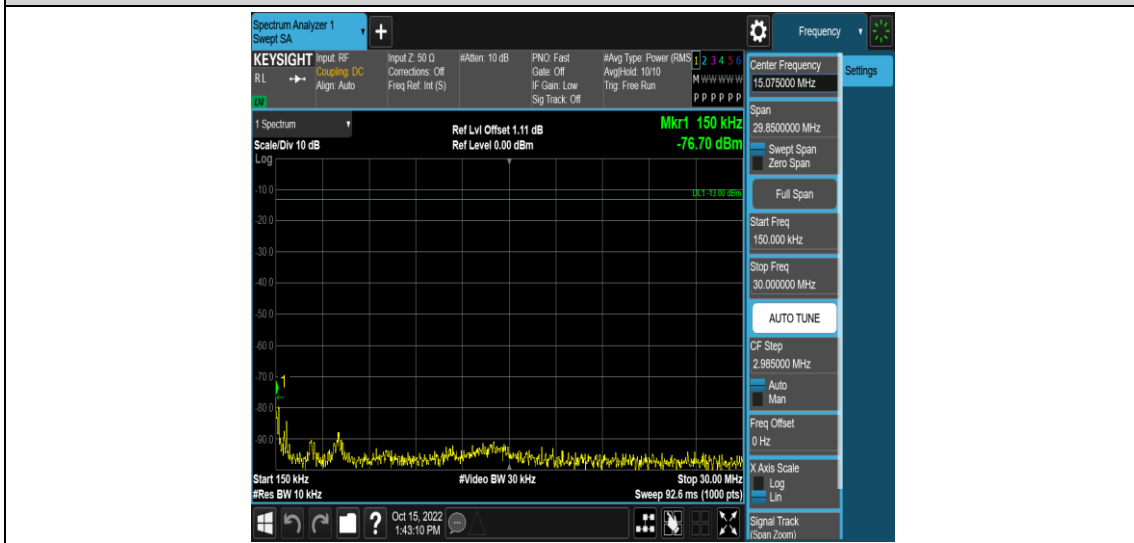 Spectrum Analyzer 1
Swept SA
+
Frequency
KEYSIGHT
RL
Input: RF
Coupling: DC
Align: Auto
Input Z: 50 Ω
Corrections: Off
Freq Ref: Int (S)
#Atten: 10 dB
PNO: Fast
Gate: Off
IF Gain: Low
Sig Track: Off
#Avg Type: Power (RMS
Avg|Hold: 10/10
Trig: Free Run
1 2 3 4 5 6
M W W W W W
P P P P P P
1 Spectrum
Scale/Div 10 dB
Ref Lvl Offset 1.11 dB
Ref Level 0.00 dBm
Mkr1 150 kHz
-76.70 dBm
Log
DL1 -13.00 dBm
-10.0
-20.0
-30.0
-40.0
-50.0
-60.0
-70.0
1
-80.0
-90.0
Start 150 kHz
#Res BW 10 kHz
#Video BW 30 kHz
Stop 30.00 MHz
Sweep 92.6 ms (1000 pts)
Center Frequency
15.075000 MHz
Settings
Span
29.8500000 MHz
Swept Span
Zero Span
Full Span
Start Freq
150.000 kHz
Stop Freq
30.000000 MHz
AUTO TUNE
CF Step
2.985000 MHz
Auto
Man
Freq Offset
0 Hz
X Axis Scale
Log
Lin
Signal Track
(Span Zoom)
?
Oct 15, 2022
1:43:10 PM